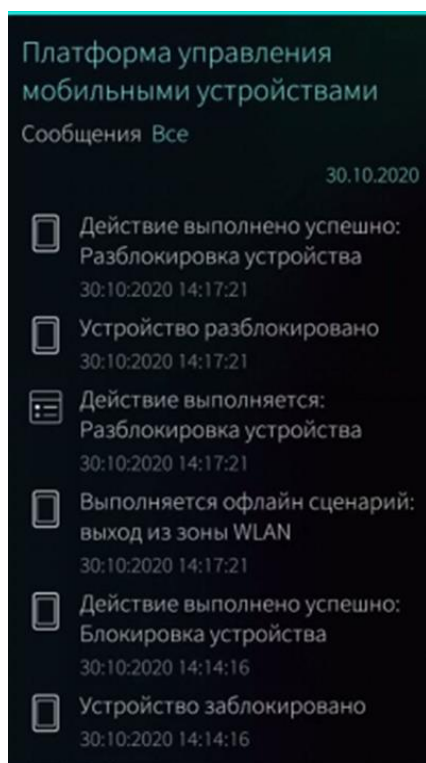 Платформа управления
мобильными устройствами
Сообщения Все
30.10.2020
Действие выполнено успешно:
Разблокировка устройства
30:10:2020 14:17:21
Устройство разблокировано
30:10:2020 14:17:21
Действие выполняется:
Разблокировка устройства
30:10:2020 14:17:21
Выполняется офлайн сценарий:
выход из зоны WLAN
30:10:2020 14:17:21
Действие выполнено успешно:
Блокировка устройства
30:10:2020 14:14:16
Устройство заблокировано
30:10:2020 14:14:16